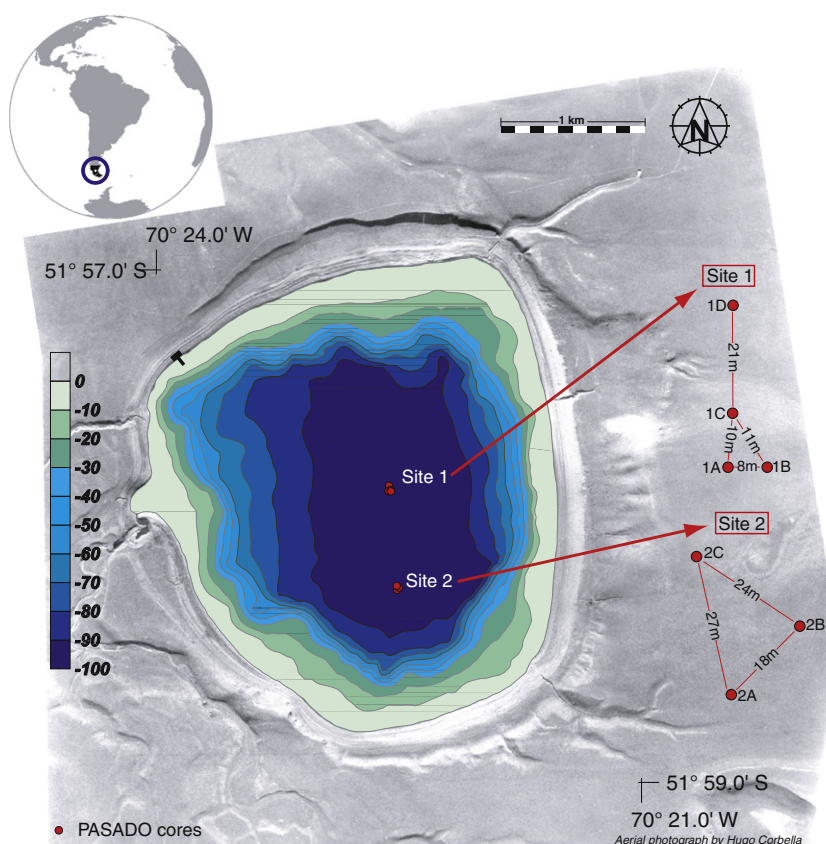 1 km
N
70° 24.0' W
51° 57.0' S
Site 1
1D
21m
1C
10m
11m
1A
8m
1B
0
-10
-20
-30
-40
-50
-60
-70
-80
-90
-100
Site 1
Site 2
Site 2
2C
24m
27m
2B
18m
2A
51° 59.0' S
70° 21.0' W
PASADO cores
Aerial photograph by Hugo Corbella